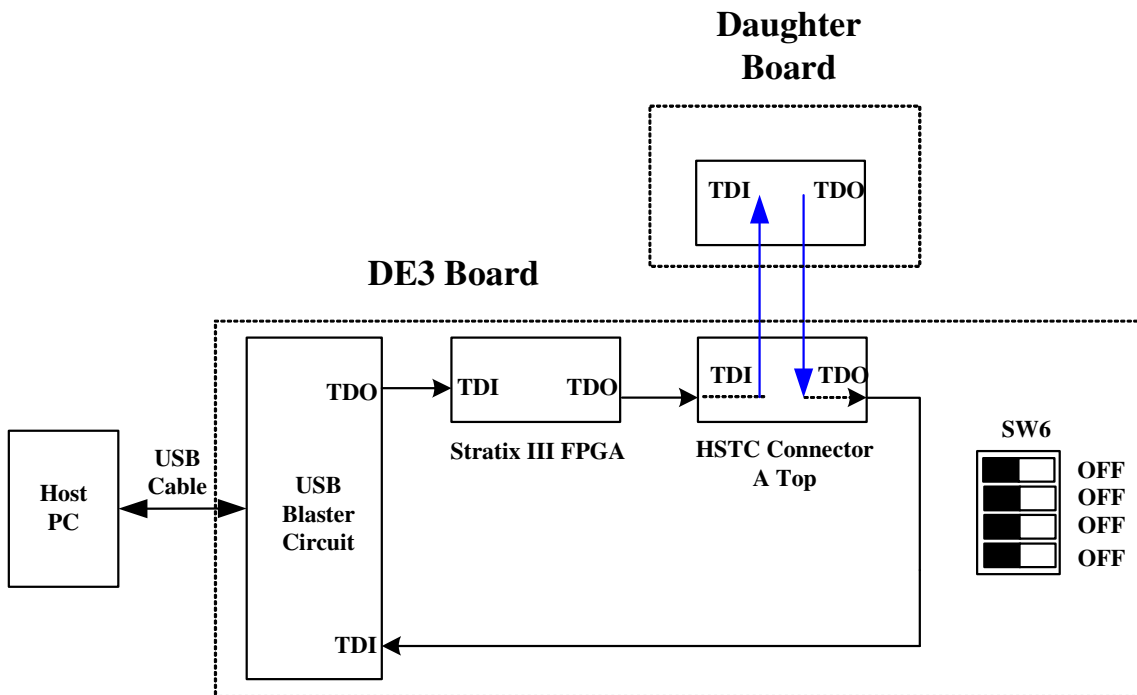 Daughter
Board
TDI
TDO
DE3 Board
TDO
TDI
TDO
TDI
TDO
Stratix III FPGA
HSTC Connector
A Top
SW6
OFF
OFF
OFF
OFF
USB
Cable
Host
PC
USB
Blaster
Circuit
TDI